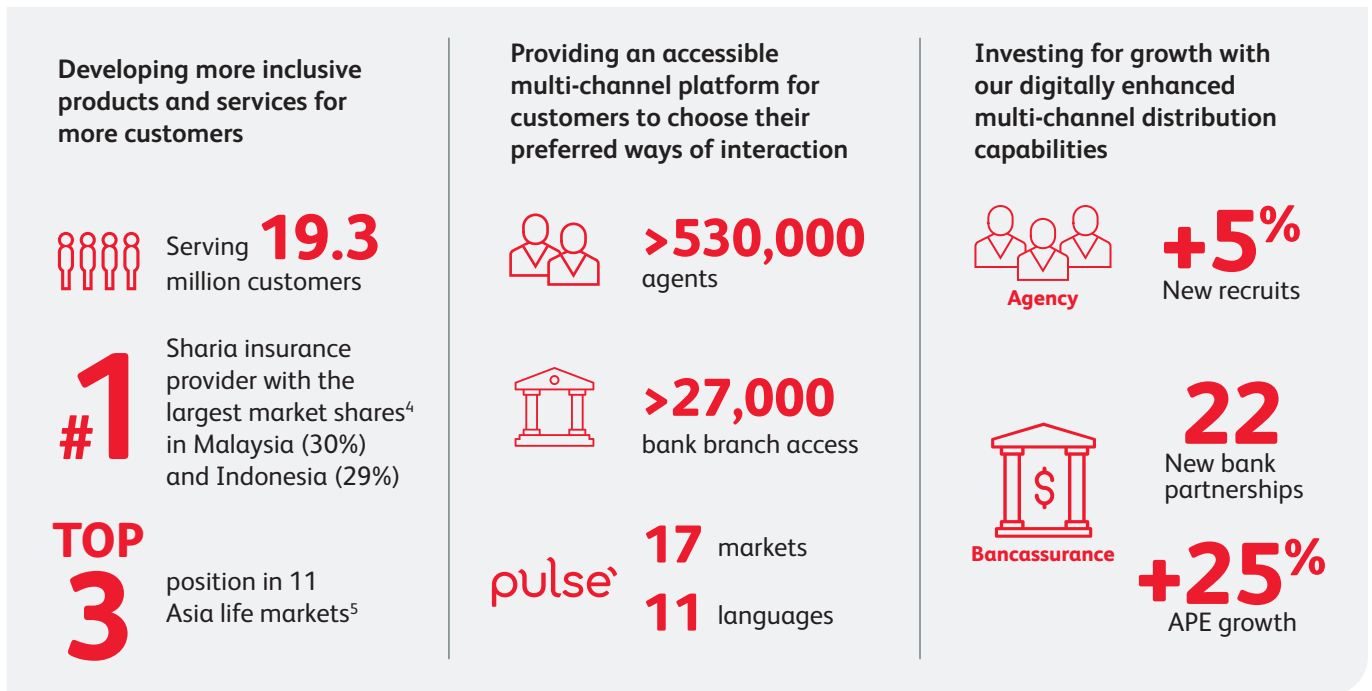 Developing more inclusive
products and services for
more customers
Serving 19.3
million customers
#1
Sharia insurance
provider with the
largest market shares⁴
in Malaysia (30%)
and Indonesia (29%)
TOP
3
position in 11
Asia life markets⁵
Providing an accessible
multi-channel platform for
customers to choose their
preferred ways of interaction
>530,000
agents
>27,000
bank branch access
pulse
17 markets
11 languages
Investing for growth with
our digitally enhanced
multi-channel distribution
capabilities
Agency
+5%
New recruits
$
Bancassurance
22
New bank
partnerships
+25%
APE growth